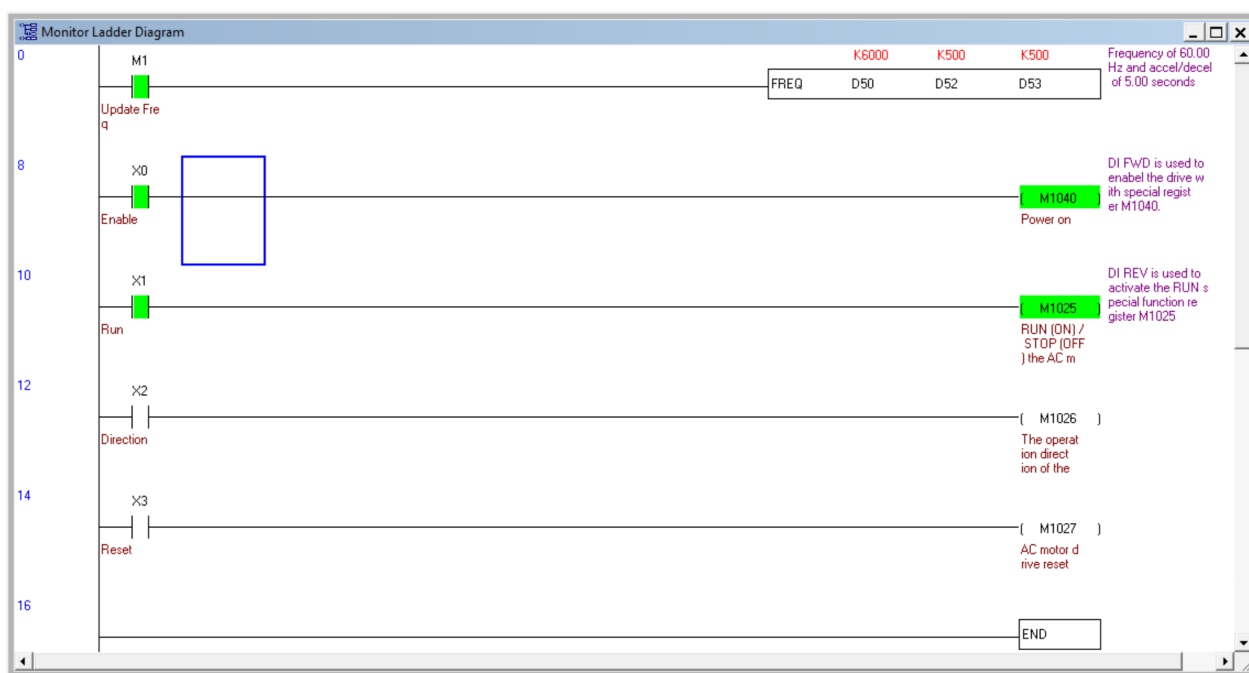 Monitor Ladder Diagram
0
M1
Update Fre
q
K6000 K500 K500
FREQ D50 D52 D53
Frequency of 60.00
Hz and accel/decel
of 5.00 seconds
8
X0
Enable
( M1040 )
Power on
DI FWD is used to
enabel the drive w
ith special regist
er M1040.
10
X1
Run
( M1025 )
RUN (ON) /
STOP (OFF
) the AC m
DI REV is used to
activate the RUN s
pecial function re
gister M1025
12
X2
Direction
( M1026 )
The operat
ion direct
ion of the
14
X3
Reset
( M1027 )
AC motor d
rive reset
16
END